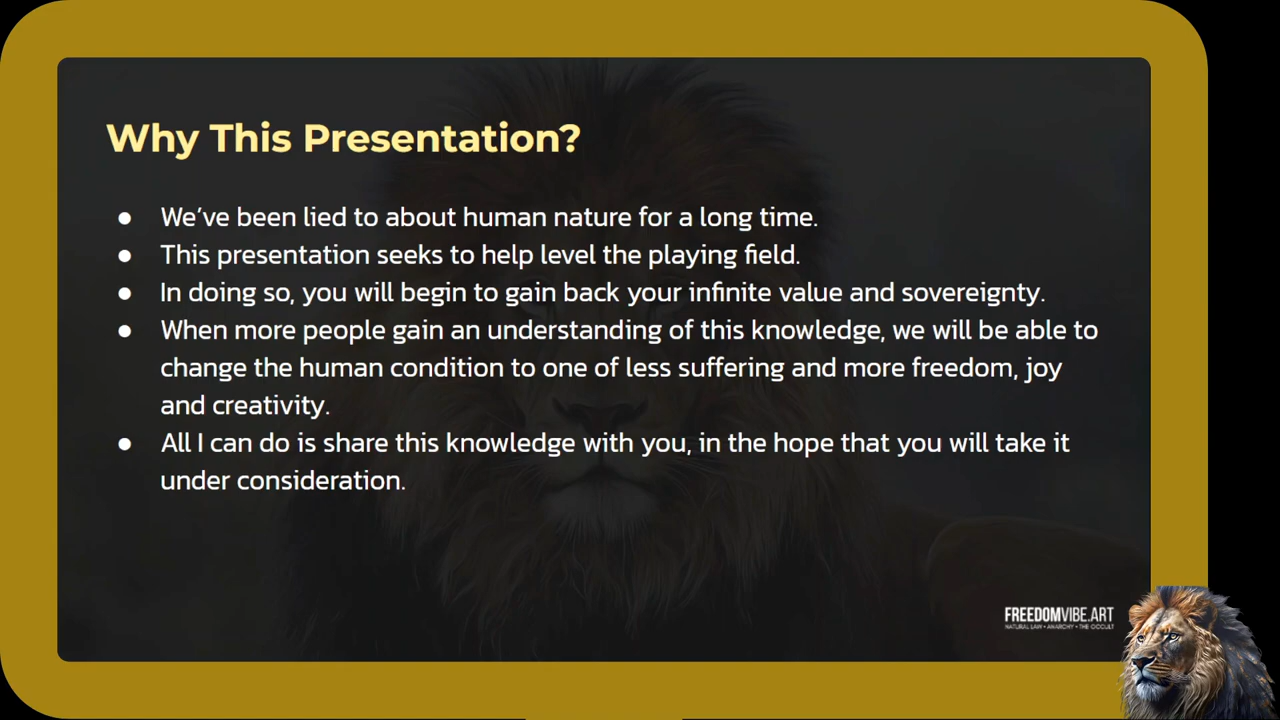 Why This Presentation?
● We've been lied to about human nature for a long time.
● This presentation seeks to help level the playing field.
● In doing so, you will begin to gain back your infinite value and sovereignty.
● When more people gain an understanding of this knowledge, we will be able to
change the human condition to one of less suffering and more freedom, joy
and creativity.
● All I can do is share this knowledge with you, in the hope that you will take it
under consideration.
FREEDOMVIBE.ART
NATURAL LAW • ANARCHY • THE OCCULT